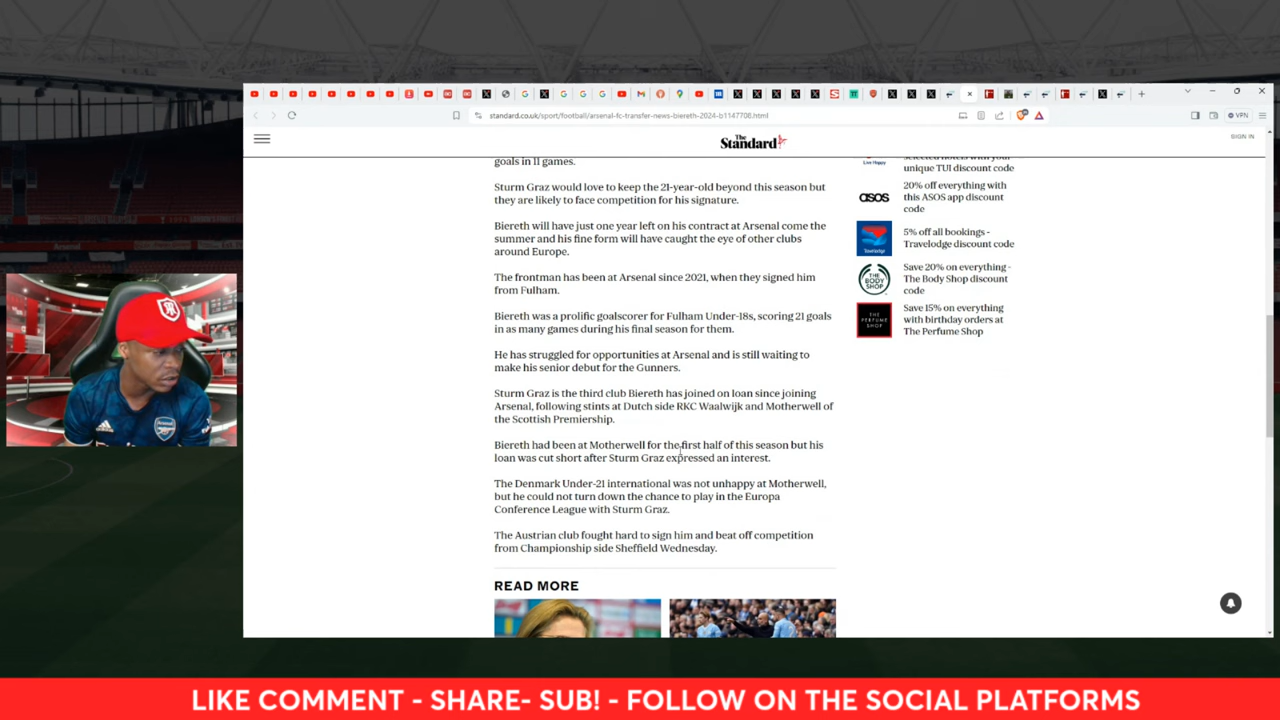 standard.co.uk/sport/football/arsenal-fc-transfer-news-biereth-2024-b1147706.html
VPN
The
Standard
SIGN IN
goals in 11 games.
Sturm Graz would love to keep the 21-year-old beyond this season but
they are likely to face competition for his signature.
Biereth will have just one year left on his contract at Arsenal come the
summer and his fine form will have caught the eye of other clubs
around Europe.
The frontman has been at Arsenal since 2021, when they signed him
from Fulham.
Biereth was a prolific goalscorer for Fulham Under-18s, scoring 21 goals
in as many games during his final season for them.
He has struggled for opportunities at Arsenal and is still waiting to
make his senior debut for the Gunners.
Sturm Graz is the third club Biereth has joined on loan since joining
Arsenal, following stints at Dutch side RKC Waalwijk and Motherwell of
the Scottish Premiership.
Biereth had been at Motherwell for the first half of this season but his
loan was cut short after Sturm Graz expressed an interest.
The Denmark Under-21 international was not unhappy at Motherwell,
but he could not turn down the chance to play in the Europa
Conference League with Sturm Graz.
The Austrian club fought hard to sign him and beat off competition
from Championship side Sheffield Wednesday.
READ MORE
selected hotels with your
unique TUI discount code
asos
20% off everything with
this ASOS app discount
code
Travelodge
5% off all bookings -
Travelodge discount code
THE
BODY
SHOP
Save 20% on everything -
The Body Shop discount
code
THE
PERFUME
SHOP
Save 15% on everything
with birthday orders at
The Perfume Shop
LIKE COMMENT - SHARE- SUB! - FOLLOW ON THE SOCIAL PLATFORMS